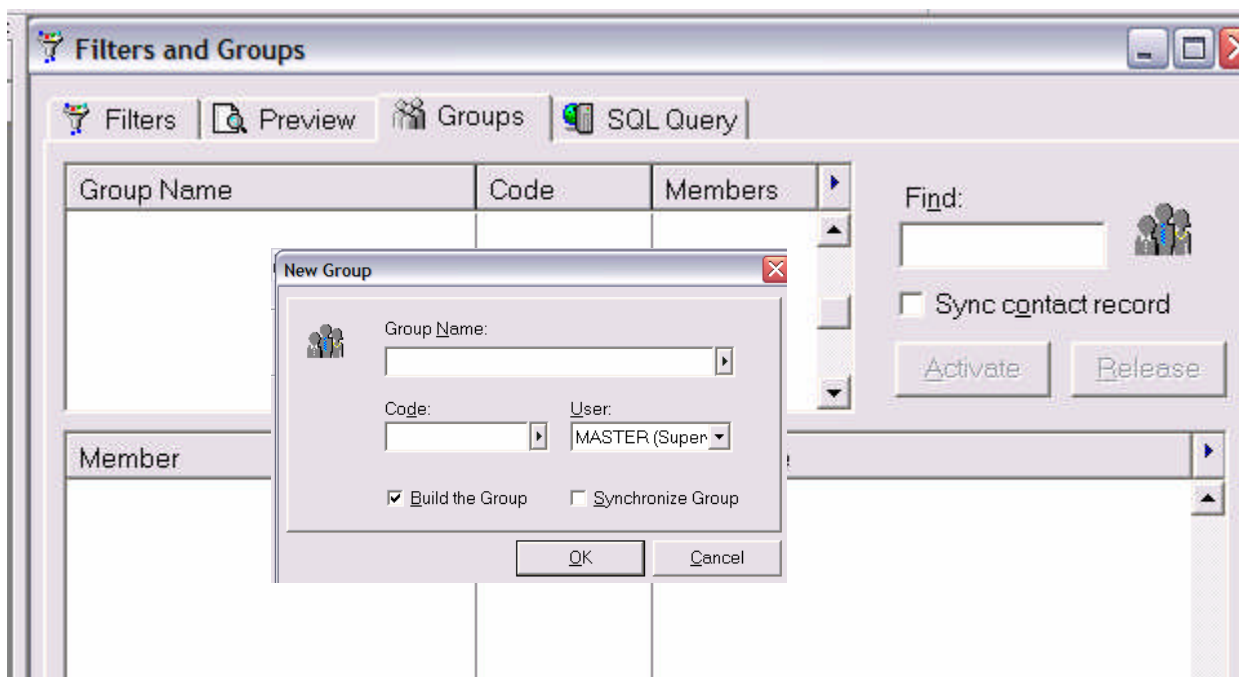 Filters and Groups
Filters Preview Groups SQL Query
Group Name Code Members
Find:
Sync contact record
Activate Release
New Group
Group Name:
Code: User:
MASTER (Super
Build the Group Synchronize Group
OK Cancel
Member